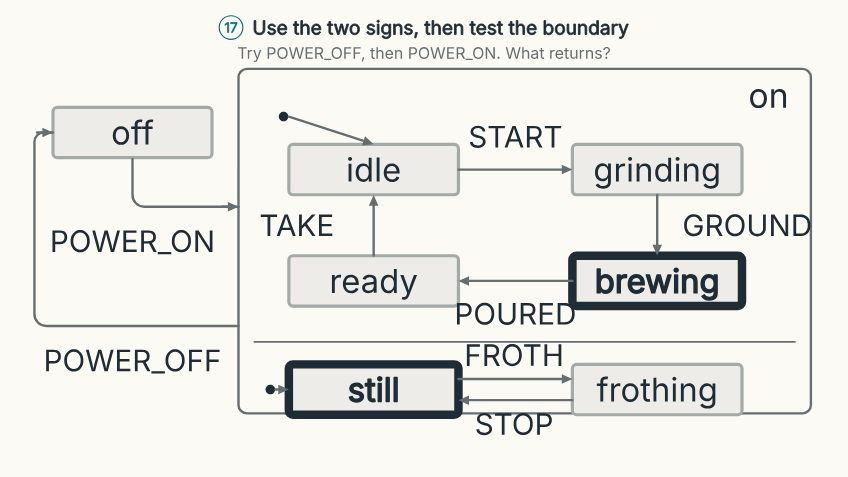 17 Use the two signs, then test the boundary
Try POWER_OFF, then POWER_ON. What returns?
on
off
START
idle
grinding
POWER_ON
TAKE
GROUND
ready
brewing
POURED
POWER_OFF
FROTH
still
frothing
STOP